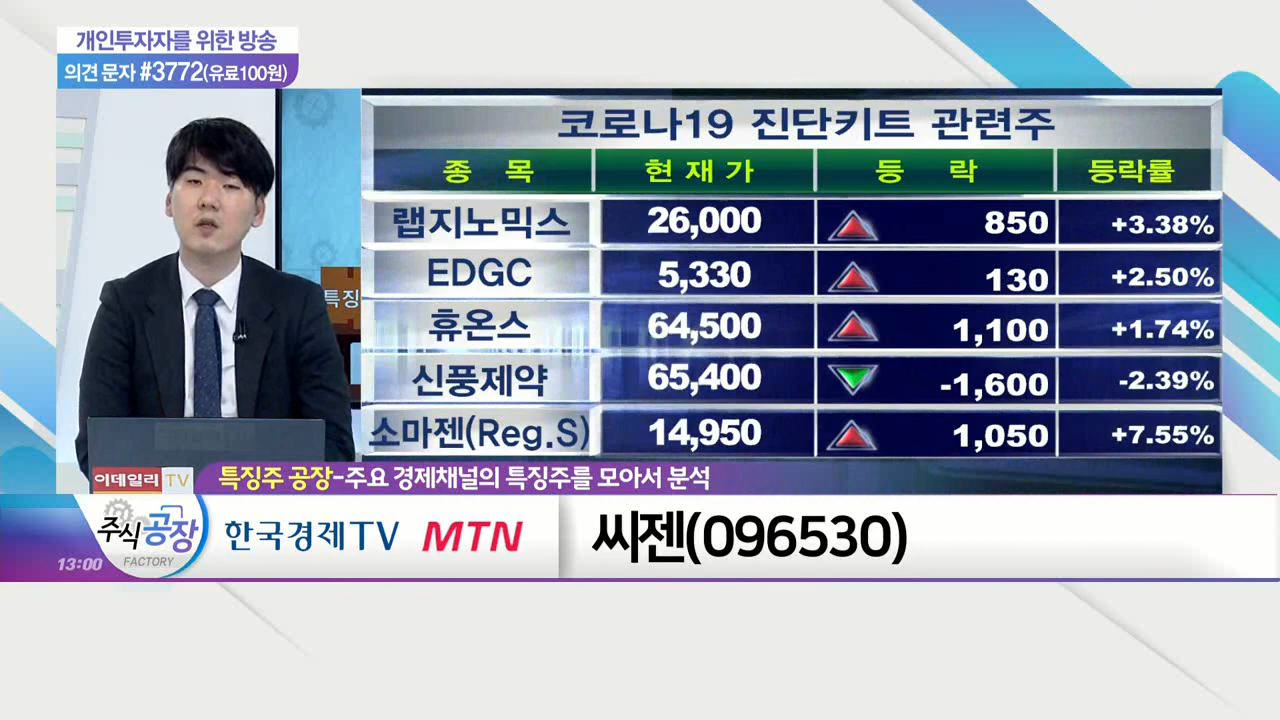 개인투자자를 위한 방송
의견 문자 #3772(유료100원)
코로나19 진단키트 관련주
종 목 현 재 가 등 락 등락률
랩지노믹스 26,000 850 +3.38%
EDGC 5,330 130 +2.50%
휴온스 64,500 1,100 +1.74%
신풍제약 65,400 -1,600 -2.39%
소마젠(Reg.S) 14,950 1,050 +7.55%
특징
이데일리 TV 특징주 공장-주요 경제채널의 특징주를 모아서 분석
주식공장 한국경제TV MTN 씨젠(096530)
13:00 FACTORY